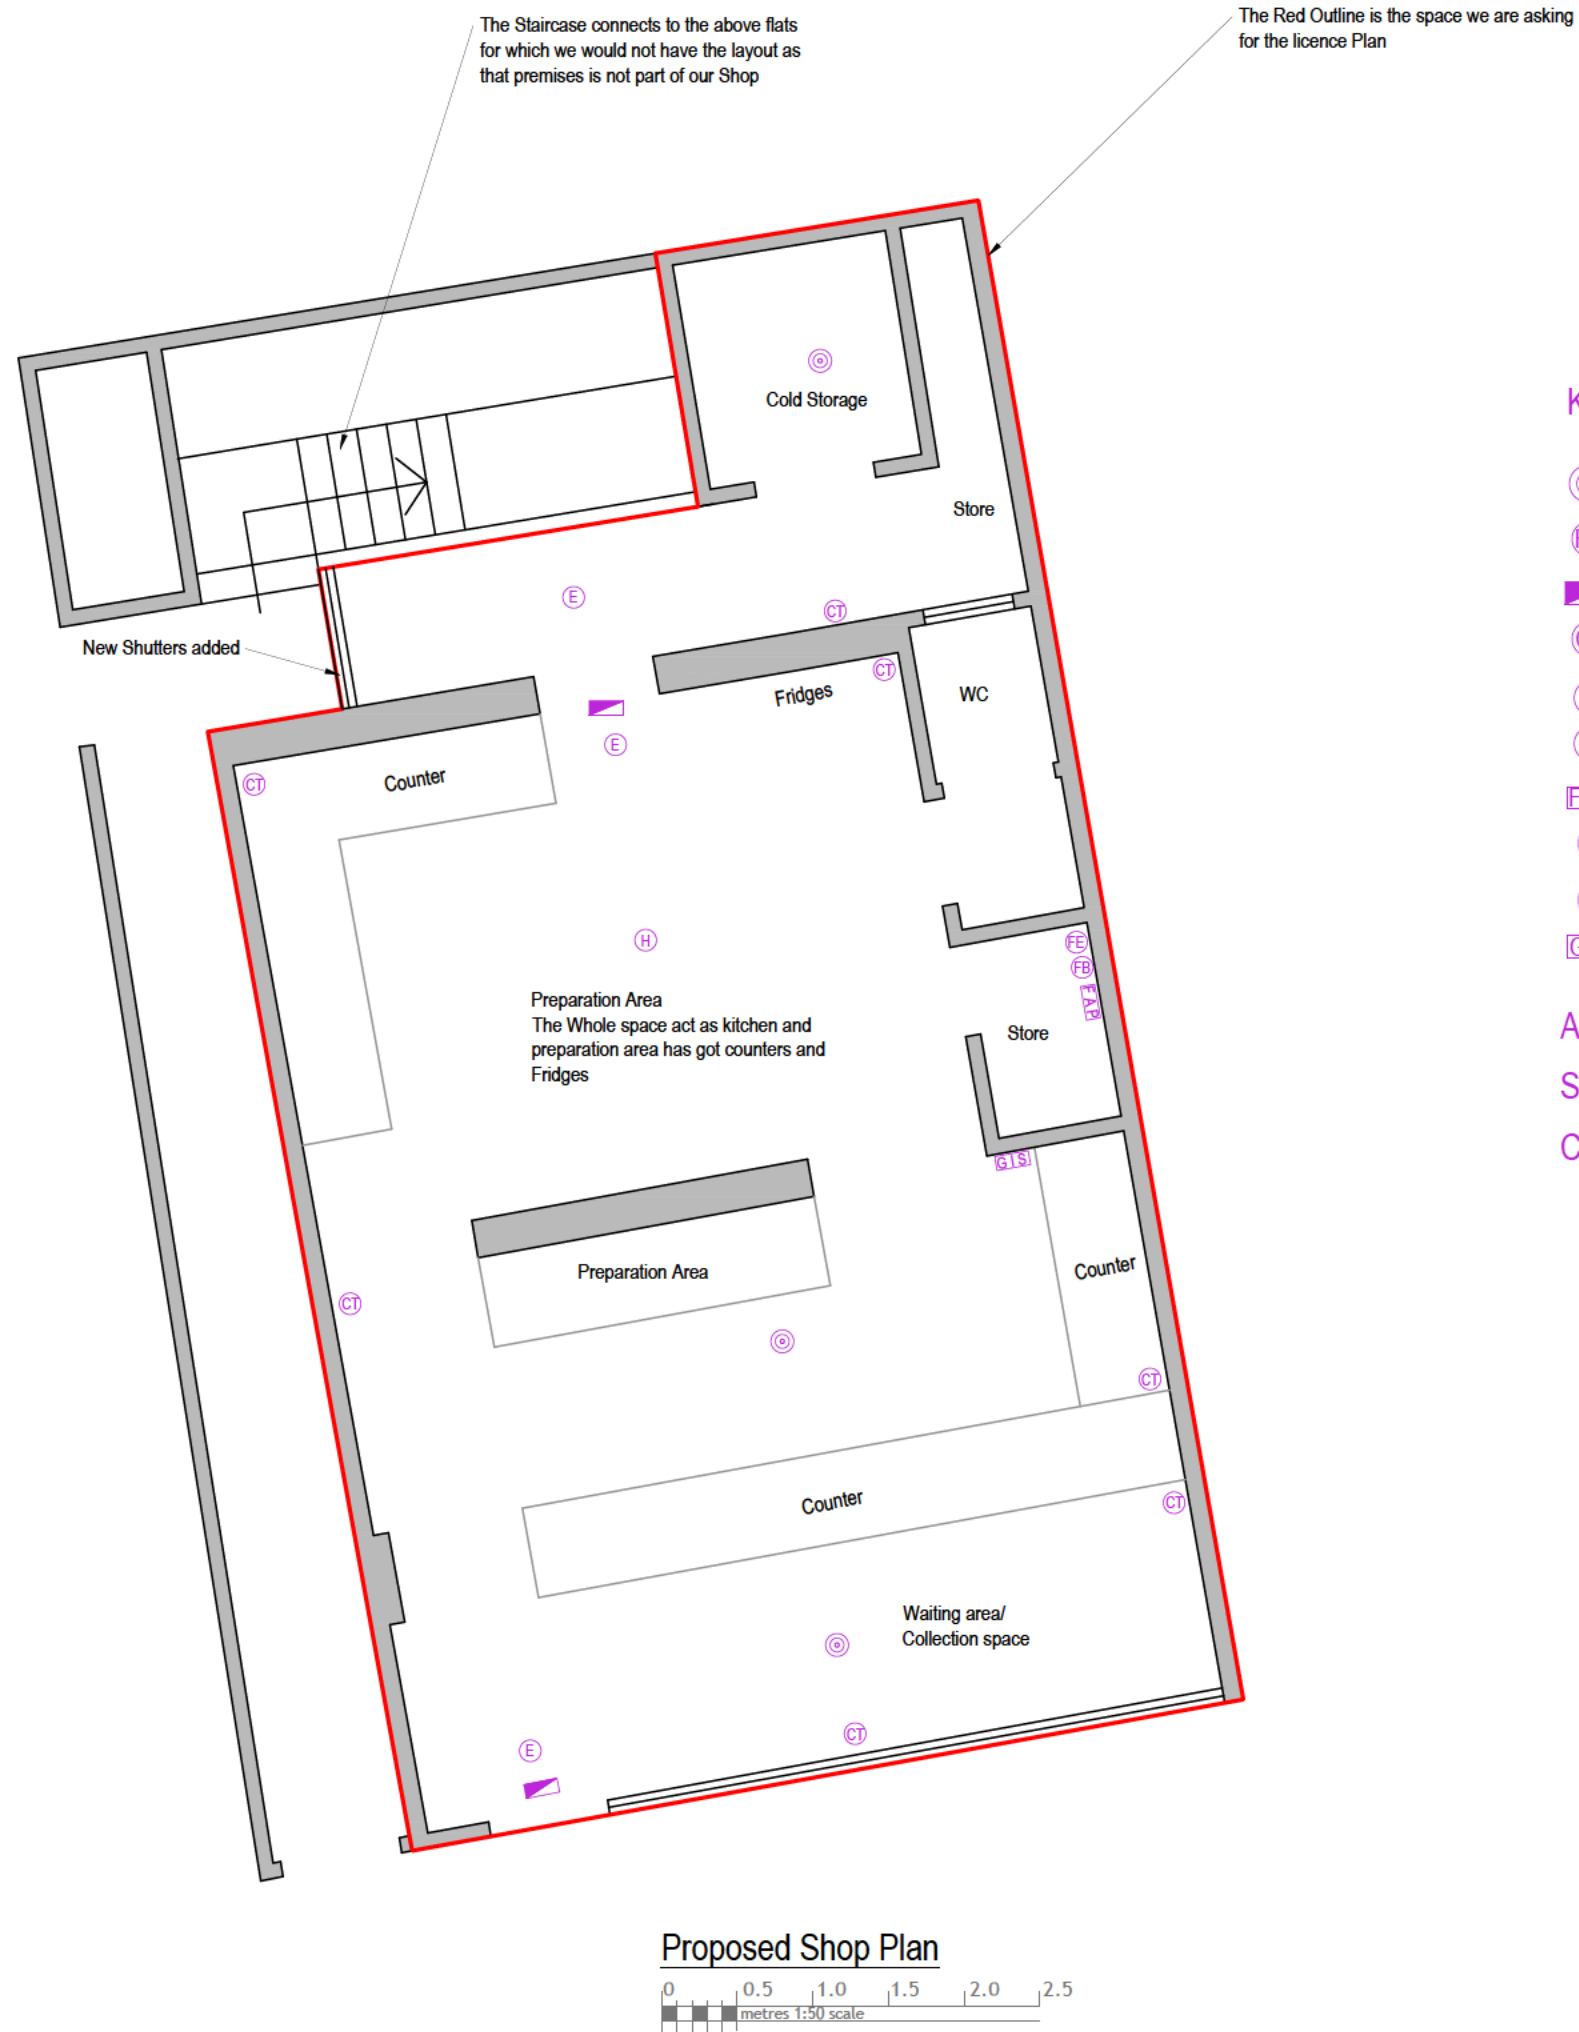 The Staircase connects to the above flats
for which we would not have the layout as
that premises is not part of our Shop
The Red Outline is the space we are asking
for the licence Plan
Cold Storage
Store
E
CT
New Shutters added
Fridges
CT
WC
E
CT
Counter
H
FE
FB
FAP
Preparation Area
The Whole space act as kitchen and
preparation area has got counters and
Fridges
Store
GIS
Preparation Area
Counter
CT
CT
Counter
CT
Waiting area/
Collection space
CT
E
K
F
G
A
S
C
Proposed Shop Plan
0 0.5 1.0 1.5 2.0 2.5
metres 1:50 scale